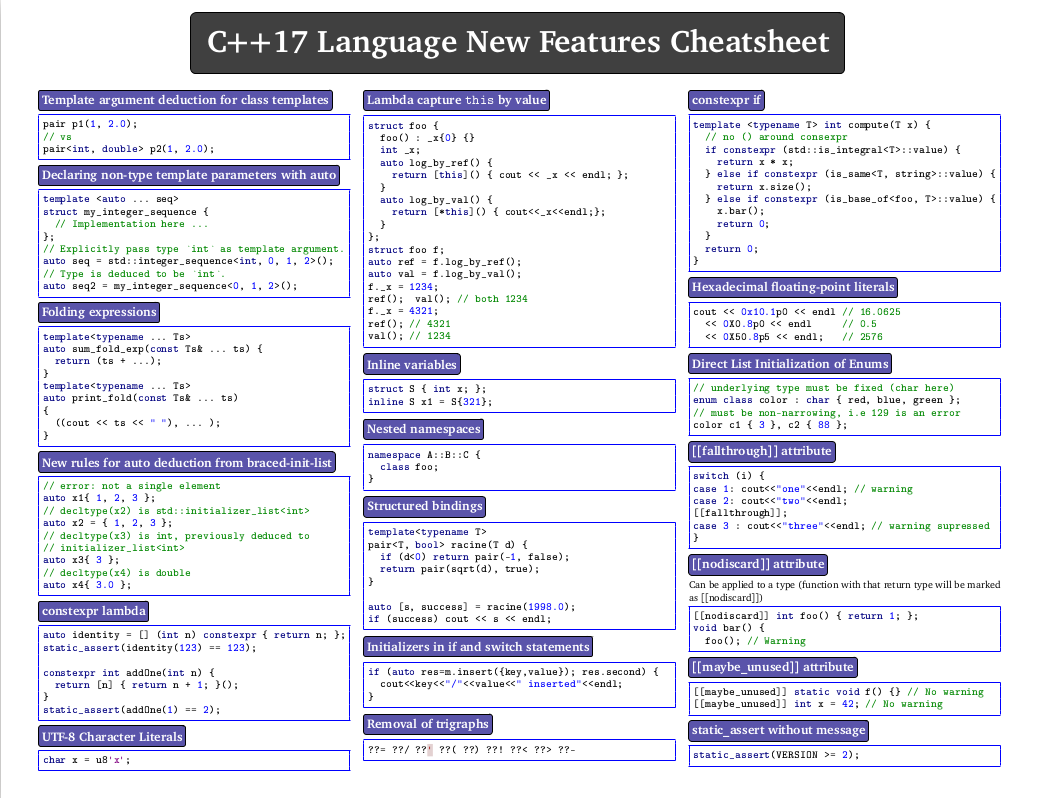 C++17 Language New Features Cheatsheet
Template argument deduction for class templates
pair p1(1, 2.0);
// vs
pair<int, double> p2(1, 2.0);
Declaring non-type template parameters with auto
template <auto ... seq>
struct my_integer_sequence {
  // Implementation here ...
};
// Explicitly pass type `int` as template argument.
auto seq = std::integer_sequence<int, 0, 1, 2>();
// Type is deduced to be `int`.
auto seq2 = my_integer_sequence<0, 1, 2>();
Folding expressions
template<typename ... Ts>
auto sum_fold_exp(const Ts& ... ts) {
  return (ts + ...);
}
template<typename ... Ts>
auto print_fold(const Ts& ... ts)
{
  ((cout << ts << " "), ... );
}
New rules for auto deduction from braced-init-list
// error: not a single element
auto x1{ 1, 2, 3 };
// decltype(x2) is std::initializer_list<int>
auto x2 = { 1, 2, 3 };
// decltype(x3) is int, previously deduced to
// initializer_list<int>
auto x3{ 3 };
// decltype(x4) is double
auto x4{ 3.0 };
constexpr lambda
auto identity = [] (int n) constexpr { return n; };
static_assert(identity(123) == 123);
constexpr int addOne(int n) {
  return [n] { return n + 1; }();
}
static_assert(addOne(1) == 2);
UTF-8 Character Literals
char x = u8'x';
Lambda capture this by value
struct foo {
  foo() : _x{0} {}
  int _x;
  auto log_by_ref() {
    return [this]() { cout << _x << endl; };
  }
  auto log_by_val() {
    return [*this]() { cout<<_x<<endl;};
  }
};
struct foo f;
auto ref = f.log_by_ref();
auto val = f.log_by_val();
f._x = 1234;
ref();  val(); // both 1234
f._x = 4321;
ref(); // 4321
val(); // 1234
Inline variables
struct S { int x; };
inline S x1 = S{321};
Nested namespaces
namespace A::B::C {
  class foo;
}
Structured bindings
template<typename T>
pair<T, bool> racine(T d) {
  if (d<0) return pair(-1, false);
  return pair(sqrt(d), true);
}
auto [s, success] = racine(1998.0);
if (success) cout << s << endl;
Initializers in if and switch statements
if (auto res=m.insert({key,value}); res.second) {
  cout<<key<<"/"<<value<<" inserted"<<endl;
}
Removal of trigraphs
??= ??/ ??' ??( ??) ??! ??< ??> ??-
constexpr if
template <typename T> int compute(T x) {
  // no () around consexpr
  if constexpr (std::is_integral<T>::value) {
    return x * x;
  } else if constexpr (is_same<T, string>::value) {
    return x.size();
  } else if constexpr (is_base_of<foo, T>::value) {
    x.bar();
    return 0;
  }
  return 0;
}
Hexadecimal floating-point literals
cout << 0x10.1p0 << endl // 16.0625
  << 0X0.8p0 << endl     // 0.5
  << 0X50.8p5 << endl;   // 2576
Direct List Initialization of Enums
// underlying type must be fixed (char here)
enum class color : char { red, blue, green };
// must be non-narrowing, i.e 129 is an error
color c1 { 3 }, c2 { 88 };
[[fallthrough]] attribute
switch (i) {
case 1: cout<<"one"<<endl; // warning
case 2: cout<<"two"<<endl;
[[fallthrough]];
case 3 : cout<<"three"<<endl; // warning supressed
}
[[nodiscard]] attribute
Can be applied to a type (function with that return type will be marked
as [[nodiscard]])
[[nodiscard]] int foo() { return 1; };
void bar() {
  foo(); // Warning
}
[[maybe_unused]] attribute
[[maybe_unused]] static void f() {} // No warning
[[maybe_unused]] int x = 42; // No warning
static_assert without message
static_assert(VERSION >= 2);